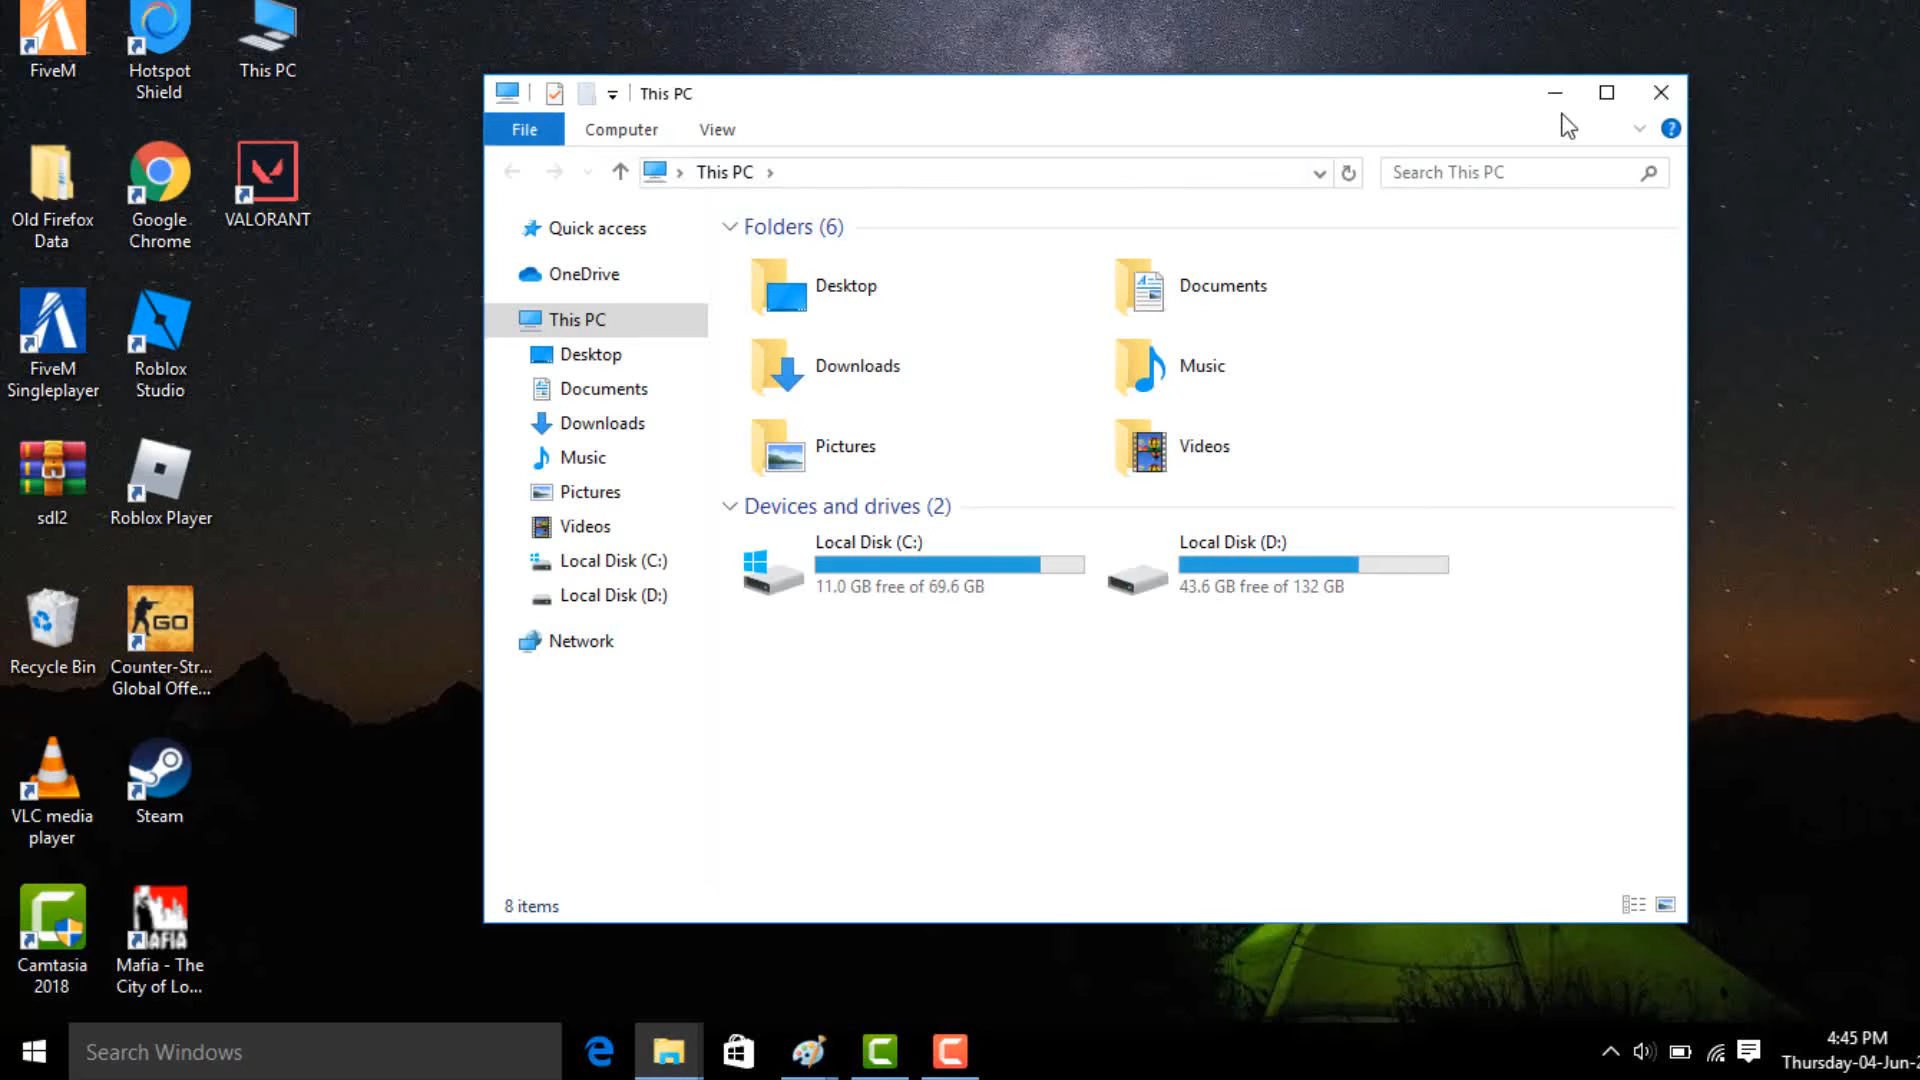 FiveM
Hotspot
Shield
This PC
Old Firefox
Data
Google
Chrome
VALORANT
FiveM
Singleplayer
Roblox
Studio
sdl2
Roblox Player
Recycle Bin
GO
Counter-Str...
Global Offe...
VLC media
player
Steam
Camtasia
2018
MAFIA
Mafia - The
City of Lo...
This PC
File
Computer
View
?
This PC
Search This PC
Quick access
OneDrive
This PC
Desktop
Documents
Downloads
Music
Pictures
Videos
Local Disk (C:)
Local Disk (D:)
Network
Folders (6)
Desktop
Documents
Downloads
Music
Pictures
Videos
Devices and drives (2)
Local Disk (C:)
11.0 GB free of 69.6 GB
Local Disk (D:)
43.6 GB free of 132 GB
8 items
Search Windows
4:45 PM
Thursday-04-Jun-2